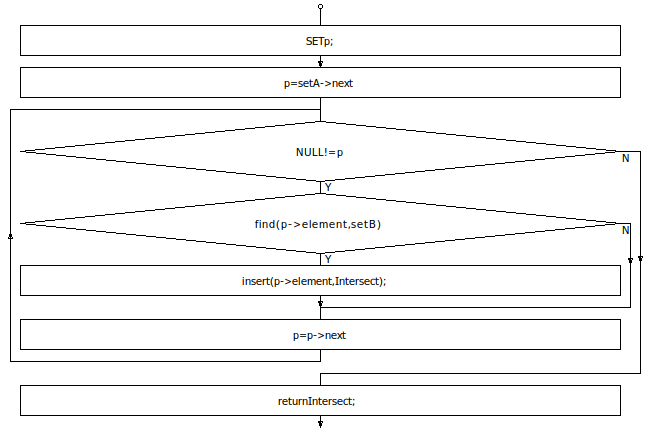 SETp;
p=setA->next
NULL!=p
N
Y
find(p->element,setB)
N
Y
insert(p->element,Intersect);
p=p->next
returnIntersect;